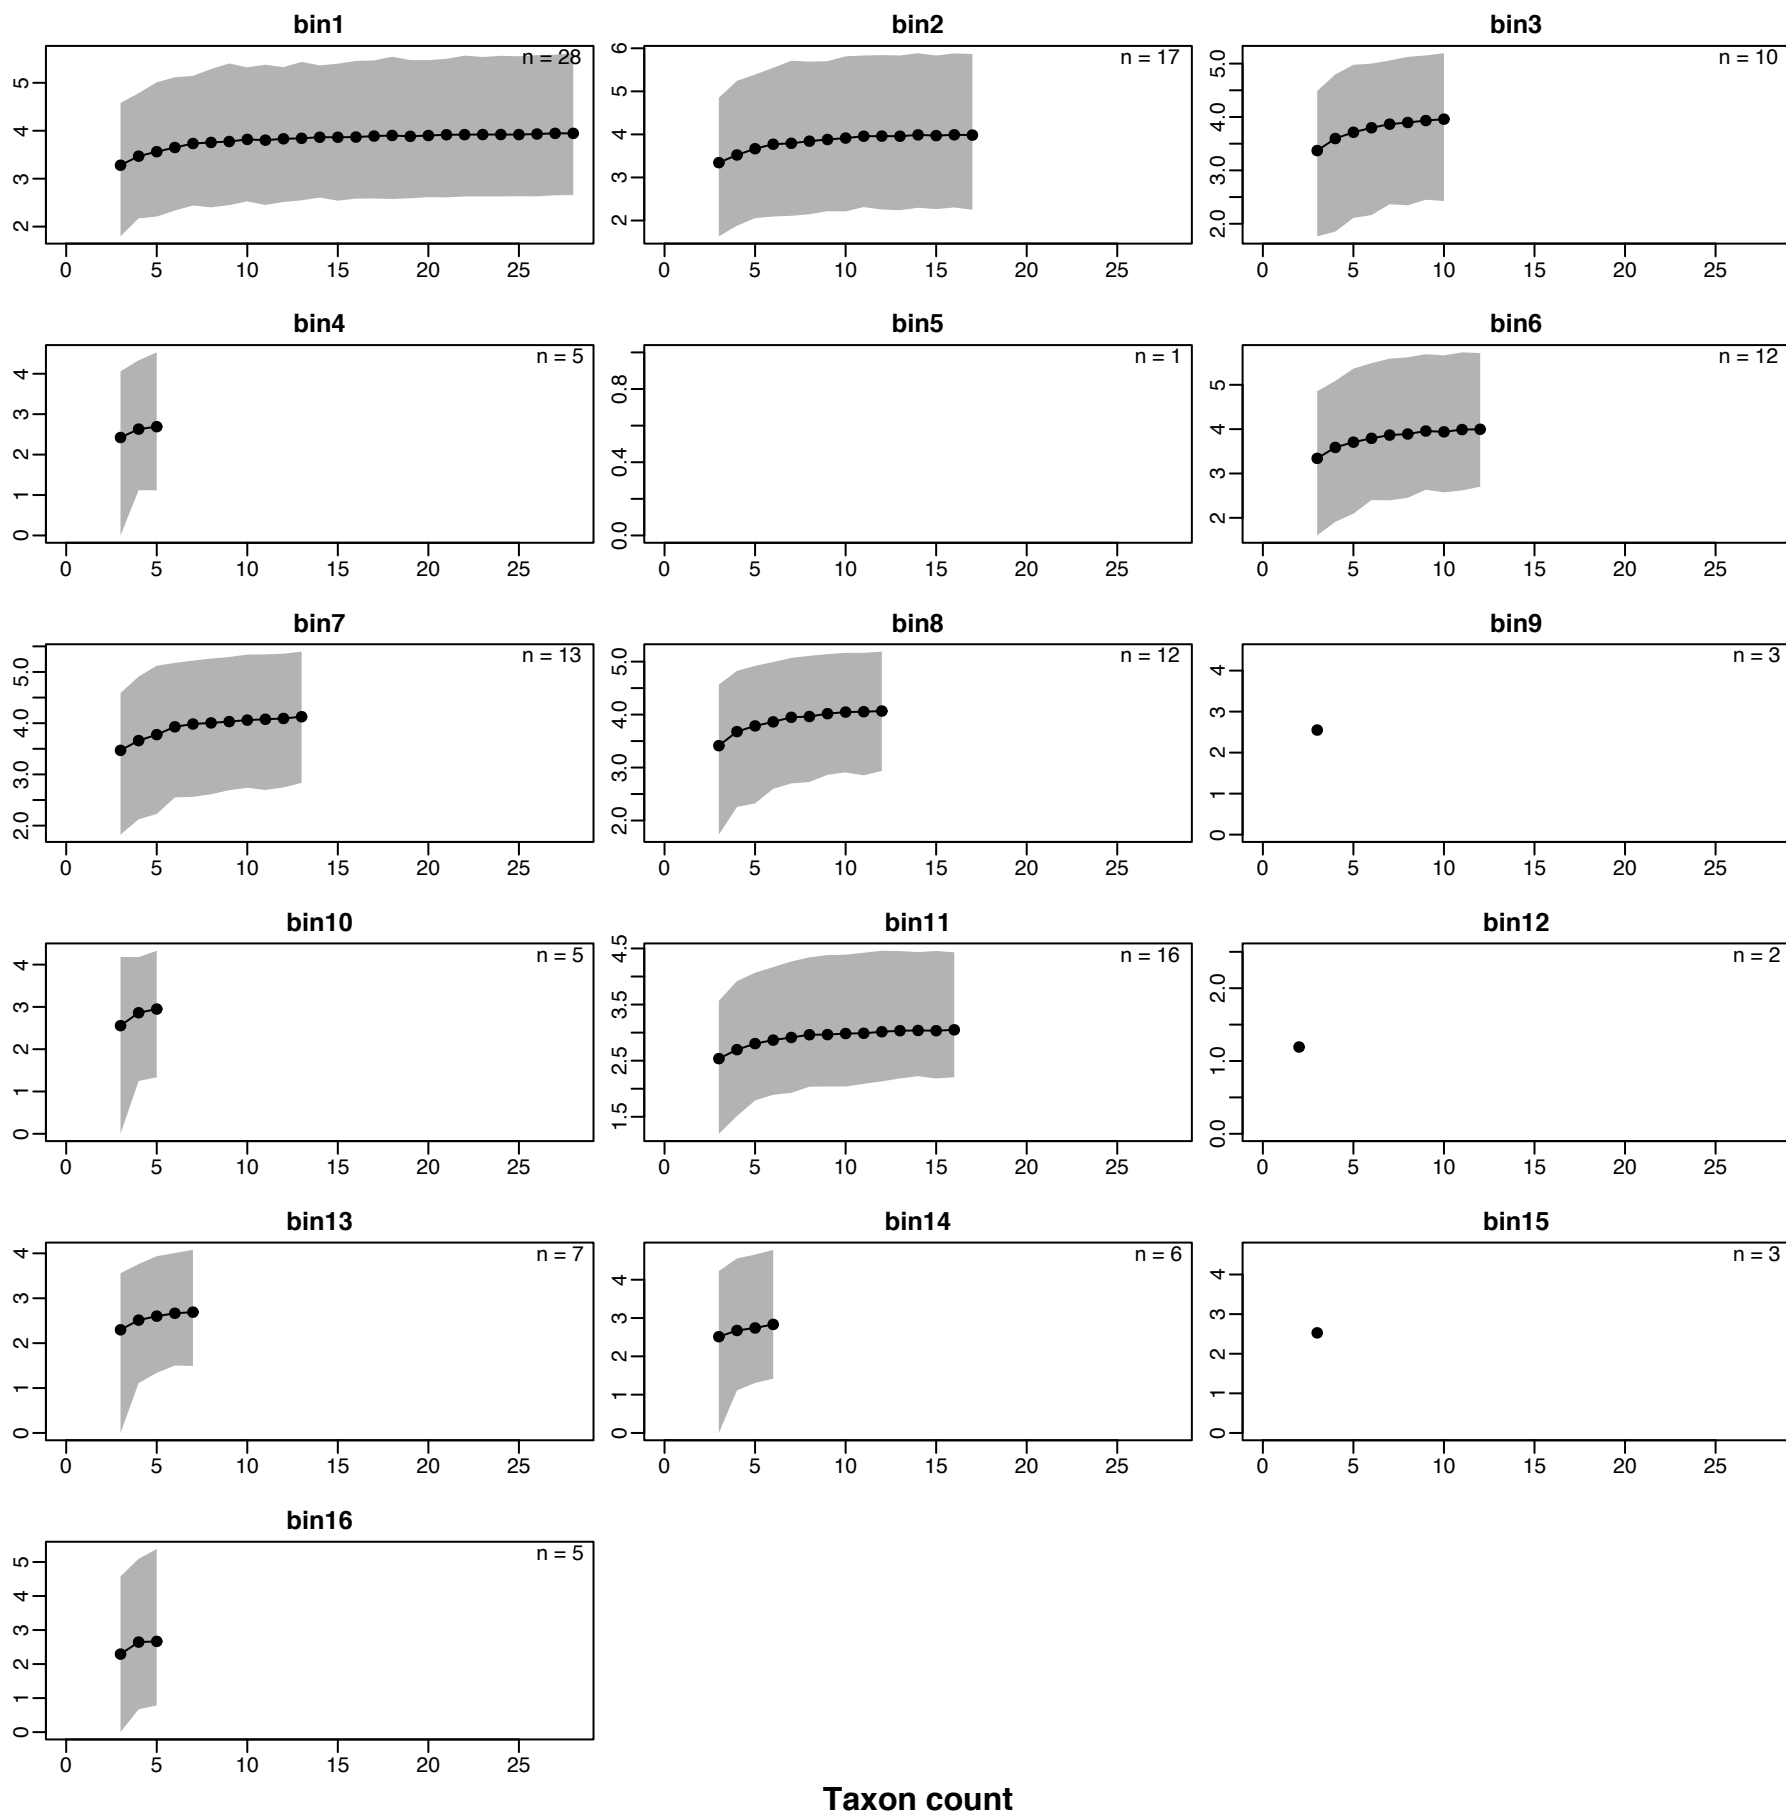 bin1 bin2 bin3
n = 28 n = 17 n = 10
5 4 3 2
6 5 4 3 2
5.0 4.0 3.0 2.0
0 5 10 15 20 25 0 5 10 15 20 25 0 5 10 15 20 25
bin4 bin5 bin6
n = 5 n = 1 n = 12
4 3 2 1 0
0.8 0.4 0.0
5 4 3 2
0 5 10 15 20 25 0 5 10 15 20 25 0 5 10 15 20 25
bin7 bin8 bin9
n = 13 n = 12 n = 3
5.0 4.0 3.0 2.0
5.0 4.0 3.0 2.0
4 3 2 1 0
0 5 10 15 20 25 0 5 10 15 20 25 0 5 10 15 20 25
bin10 bin11 bin12
n = 5 n = 16 n = 2
4 3 2 1 0
4.5 3.5 2.5 1.5
2.0 1.0 0.0
0 5 10 15 20 25 0 5 10 15 20 25 0 5 10 15 20 25
bin13 bin14 bin15
n = 7 n = 6 n = 3
4 3 2 1 0
4 3 2 1 0
4 3 2 1 0
0 5 10 15 20 25 0 5 10 15 20 25 0 5 10 15 20 25
bin16
n = 5
5 4 3 2 1 0
0 5 10 15 20 25
Taxon count